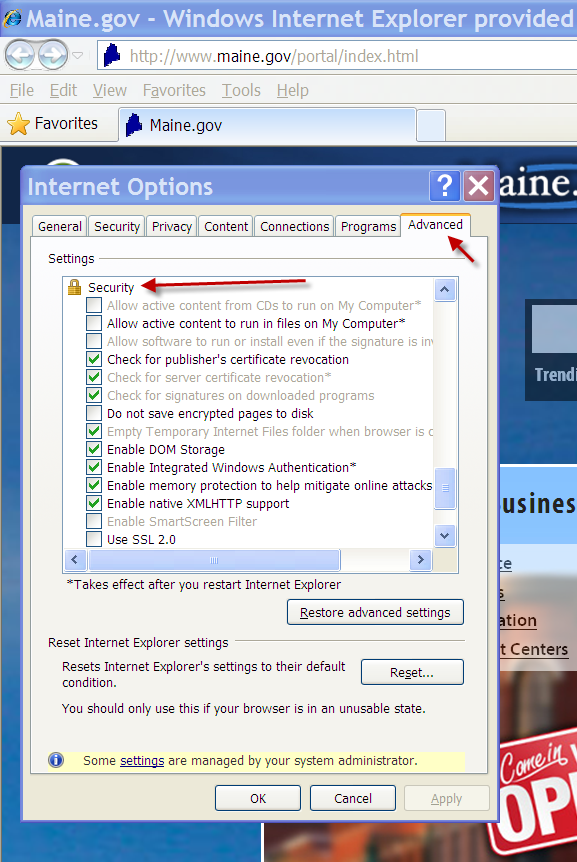 Maine.gov - Windows Internet Explorer provided
http://www.maine.gov/portal/index.html
File Edit View Favorites Tools Help
Favorites Maine.gov
aine.
Internet Options
General Security Privacy Content Connections Programs Advanced
Settings
Security
Allow active content from CDs to run on My Computer*
Allow active content to run in files on My Computer*
Allow software to run or install even if the signature is inv
Check for publisher's certificate revocation
Check for server certificate revocation*
Check for signatures on downloaded programs
Do not save encrypted pages to disk
Empty Temporary Internet Files folder when browser is c
Enable DOM Storage
Enable Integrated Windows Authentication*
Enable memory protection to help mitigate online attacks
Enable native XMLHTTP support
Enable SmartScreen Filter
Use SSL 2.0
*Takes effect after you restart Internet Explorer
Restore advanced settings
Reset Internet Explorer settings
Resets Internet Explorer's settings to their default
condition.
Reset...
You should only use this if your browser is in an unusable state.
Some settings are managed by your system administrator.
OK Cancel Apply
Trendi
usiness
te
s
ation
t Centers
Come in
OP